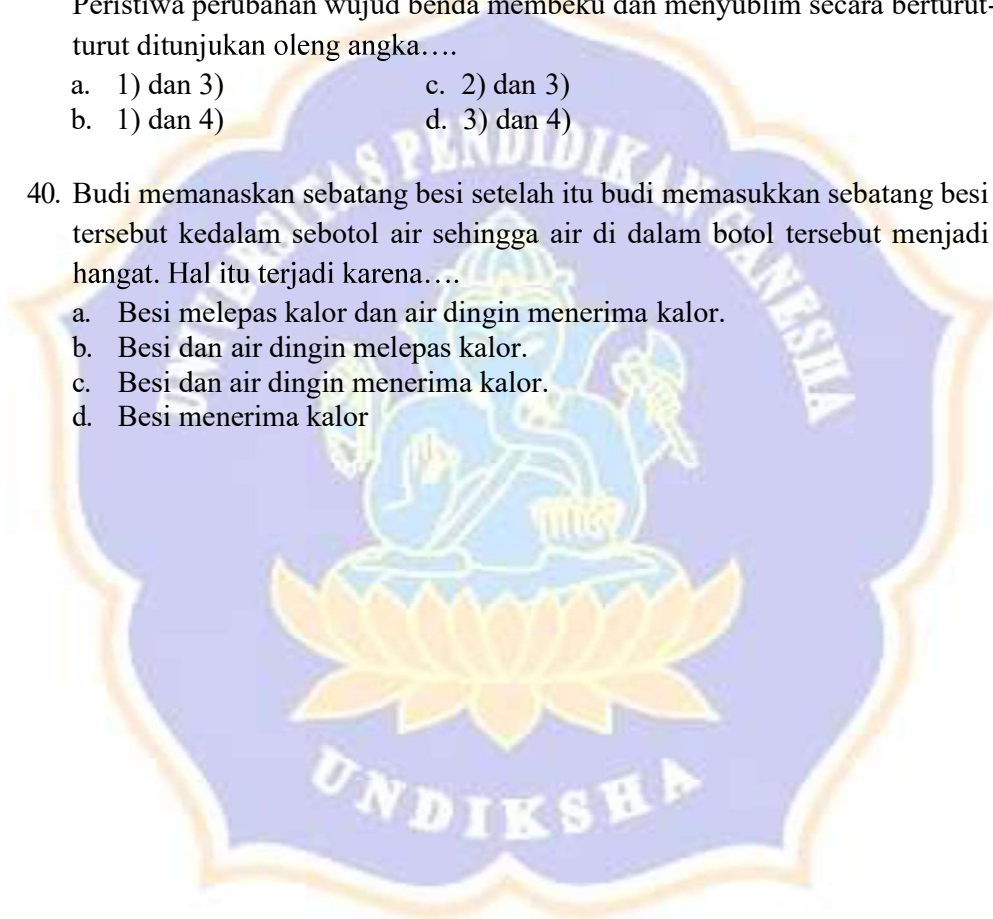 Peristiwa perubahan wujud benda membeku dan menyublim secara berturut-
turut ditunjukan oleng angka….
a. 1) dan 3) c. 2) dan 3)
b. 1) dan 4) d. 3) dan 4)
40. Budi memanaskan sebatang besi setelah itu budi memasukkan sebatang besi
tersebut kedalam sebotol air sehingga air di dalam botol tersebut menjadi
hangat. Hal itu terjadi karena….
a. Besi melepas kalor dan air dingin menerima kalor.
b. Besi dan air dingin melepas kalor.
c. Besi dan air dingin menerima kalor.
d. Besi menerima kalor
UNIVERSITAS PENDIDIKAN GANESHA
UNDIKSHA